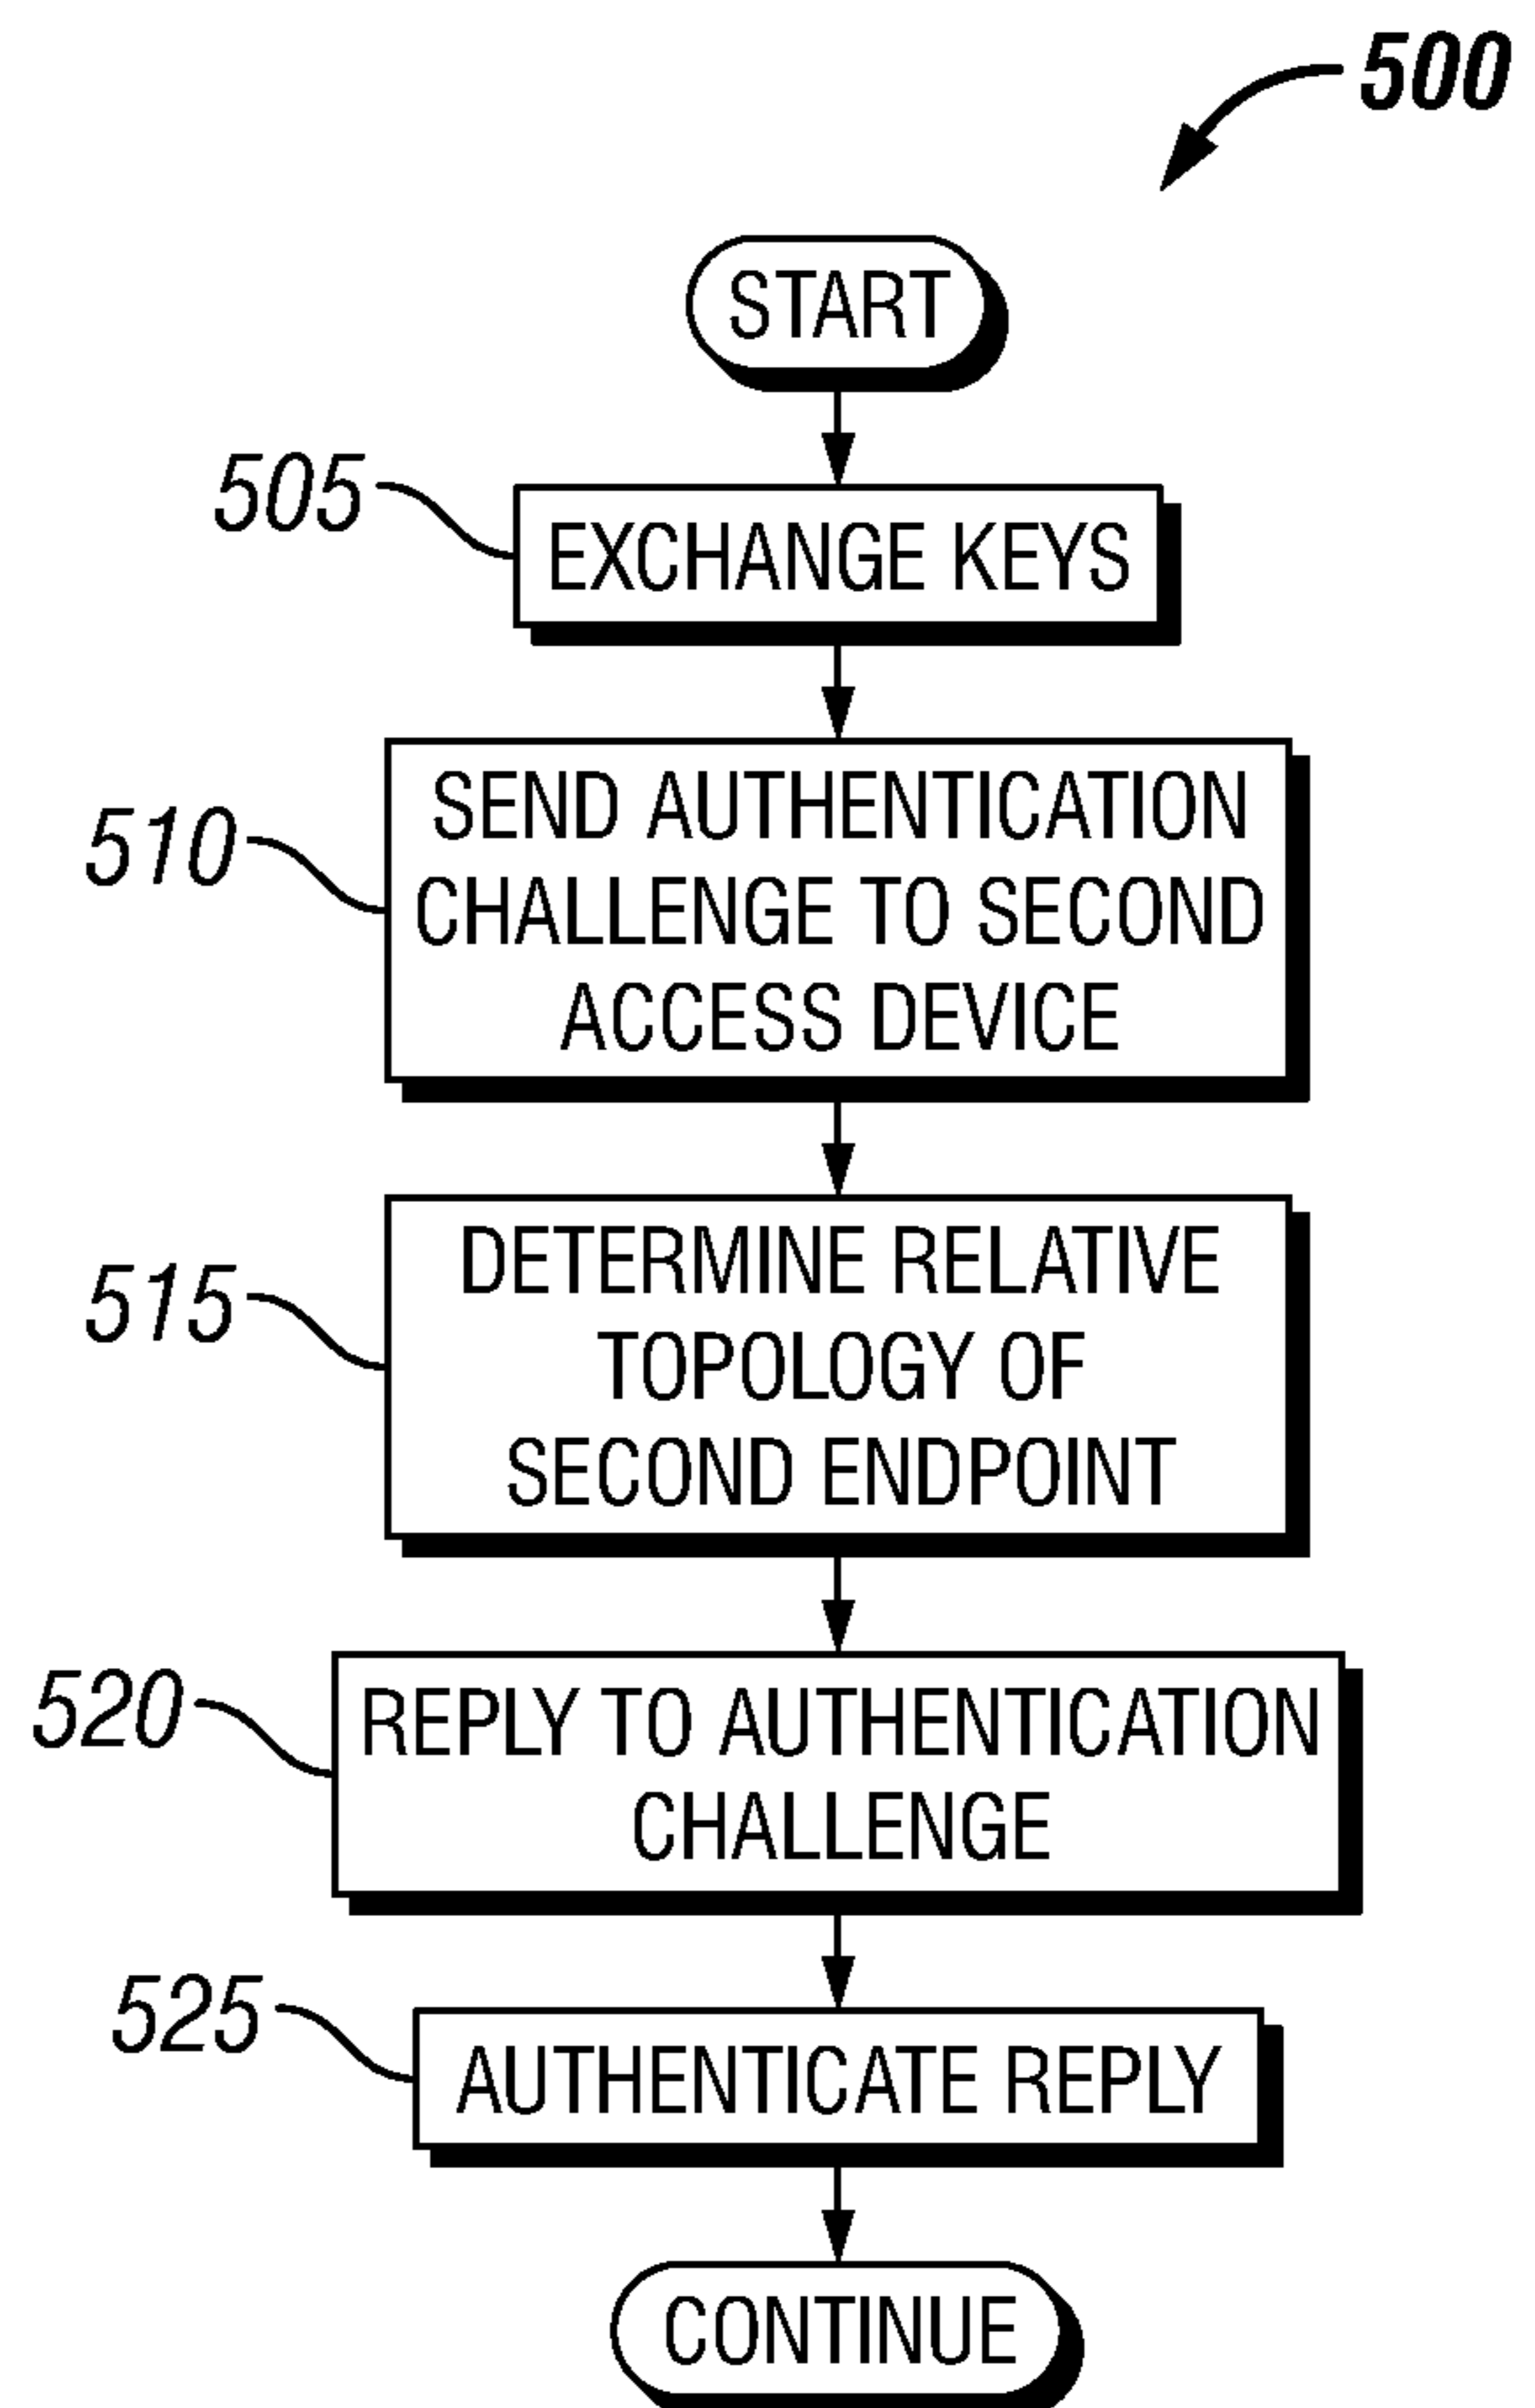 500
START
505
EXCHANGE KEYS
510
SEND AUTHENTICATION
CHALLENGE TO SECOND
ACCESS DEVICE
515
DETERMINE RELATIVE
TOPOLOGY OF
SECOND ENDPOINT
520
REPLY TO AUTHENTICATION
CHALLENGE
525
AUTHENTICATE REPLY
CONTINUE